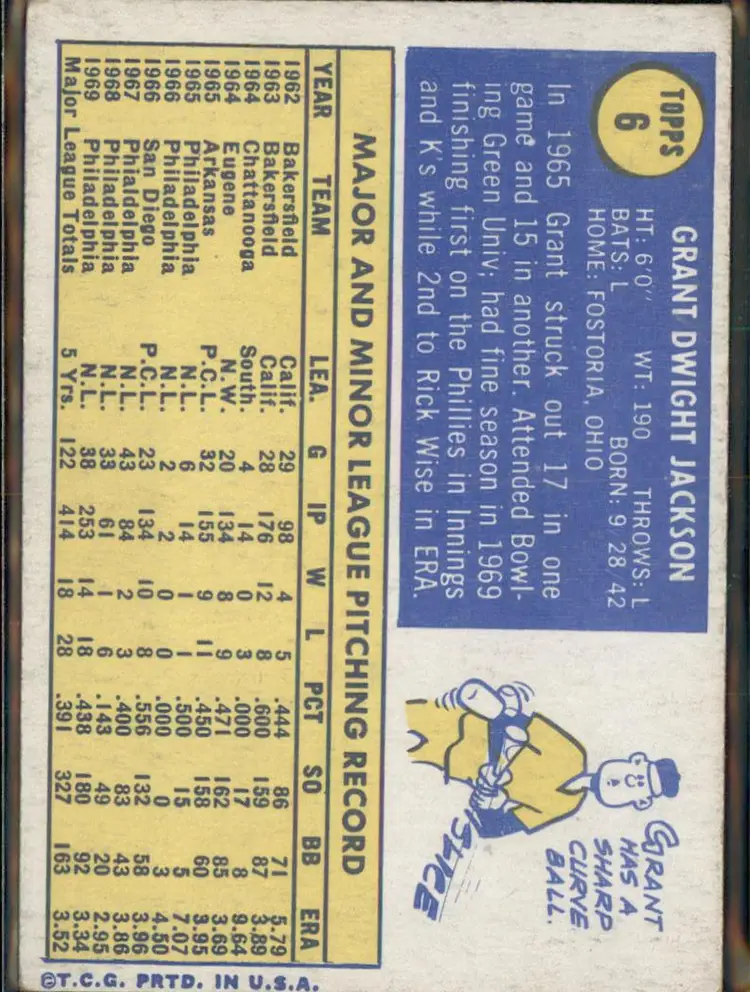 TOPPS
6
GRANT DWIGHT JACKSON
HT: 6'0" WT: 190 THROWS: L
BATS: L BORN: 9/28/42
HOME: FOSTORIA, OHIO
In 1965 Grant struck out 17 in one
game and 15 in another. Attended Bowl-
ing Green Univ; had fine season in 1969
finishing first on the Phillies in Innings
and K's while 2nd to Rick Wise in ERA.
GRANT
HAS A
SHARP
CURVE
BALL.
SLICE
MAJOR AND MINOR LEAGUE PITCHING RECORD
YEAR TEAM LEA. G IP W L PCT SO BB ERA
1962 Bakersfield Calif. 29 98 4 5 .444 86 71 5.79
1963 Bakersfield Calif. 28 176 12 8 .600 159 87 3.89
1964 Chattanooga South. 4 14 0 3 .000 17 8 9.64
1964 Eugene N.W. 20 134 8 9 .471 162 85 3.69
1965 Arkansas P.C.L. 32 155 9 11 .450 158 60 3.95
1965 Philadelphia N.L. 6 14 1 1 .500 15 5 7.07
1966 Philadelphia N.L. 2 2 0 0 .000 0 3 4.50
1966 San Diego P.C.L. 23 134 10 8 .556 132 58 3.96
1967 Phialdelphia N.L. 43 84 2 3 .400 83 43 3.86
1968 Philadelphia N.L. 33 61 1 6 .143 49 20 2.95
1969 Philadelphia N.L. 38 253 14 18 .438 180 92 3.34
Major League Totals 5 Yrs. 122 414 18 28 .391 327 163 3.52
©T.C.G. PRTD. IN U.S.A.